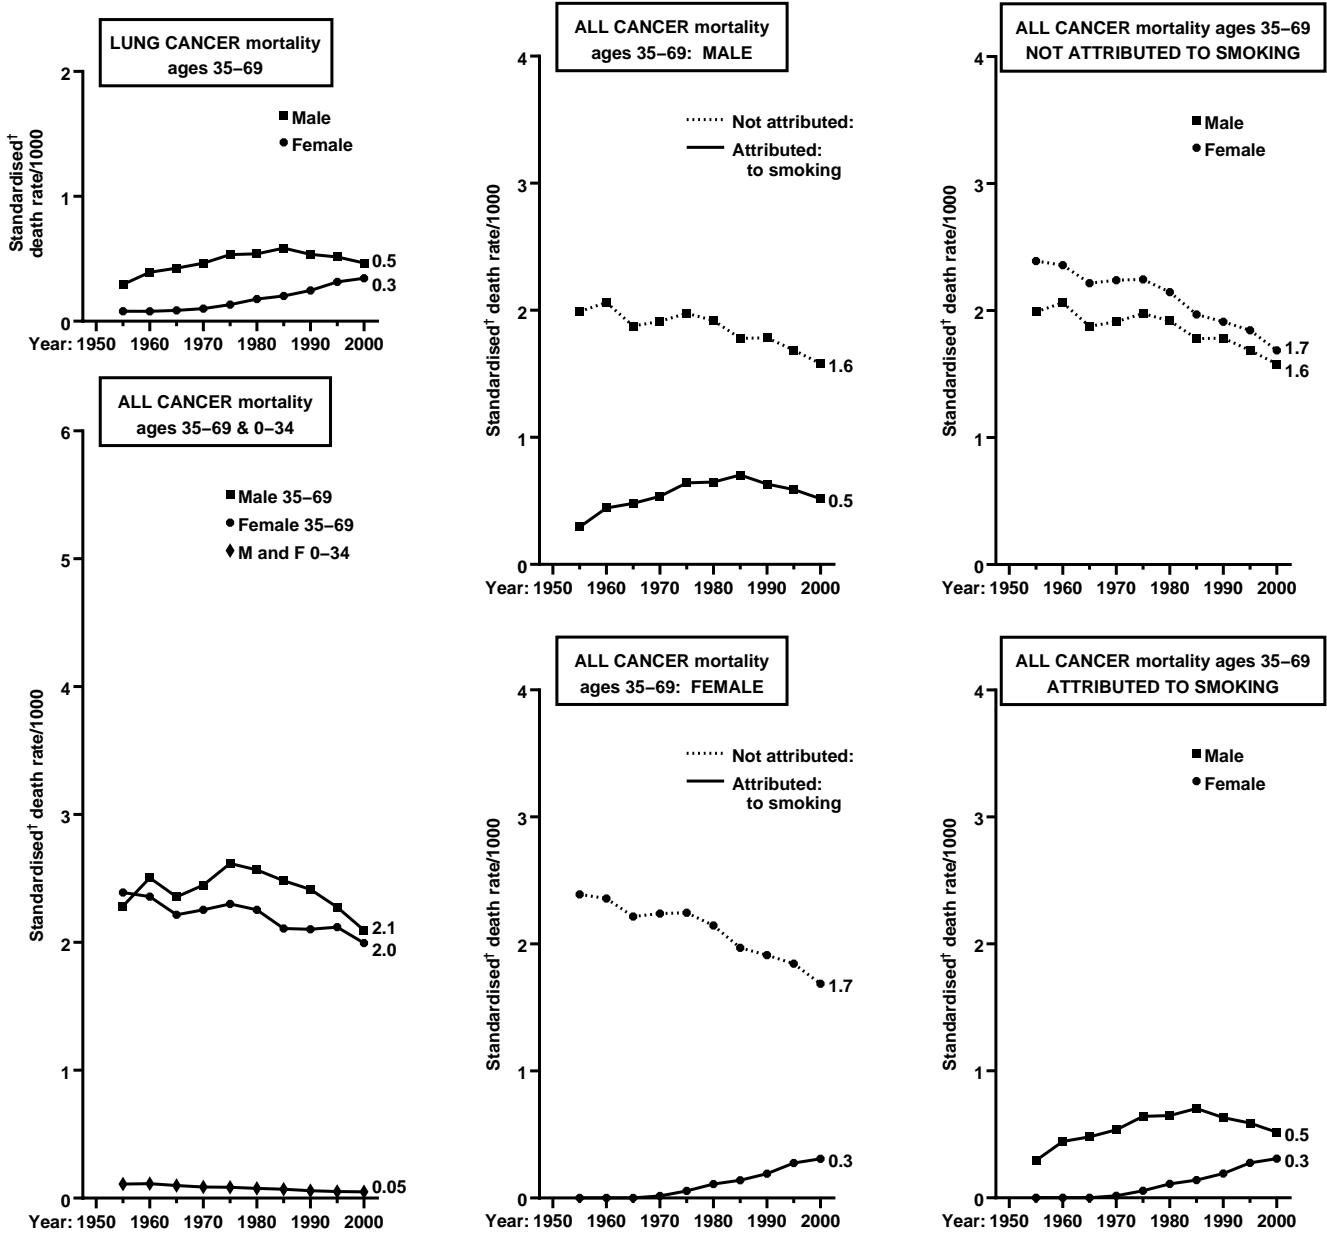 LUNG CANCER mortality
ages 35–69
Standardised†
death rate/1000
2
1
0
Male
Female
0.5
0.3
Year: 1950 1960 1970 1980 1990 2000
ALL CANCER mortality
ages 35–69 & 0–34
Standardised† death rate/1000
6
5
4
3
2
1
0
Male 35–69
Female 35–69
M and F 0–34
2.1
2.0
0.05
Year: 1950 1960 1970 1980 1990 2000
ALL CANCER mortality
ages 35–69: MALE
Standardised† death rate/1000
4
3
2
1
0
Not attributed:
Attributed:
to smoking
1.6
0.5
Year: 1950 1960 1970 1980 1990 2000
ALL CANCER mortality
ages 35–69: FEMALE
Standardised† death rate/1000
4
3
2
1
0
Not attributed:
Attributed:
to smoking
1.7
0.3
Year: 1950 1960 1970 1980 1990 2000
ALL CANCER mortality ages 35–69
NOT ATTRIBUTED TO SMOKING
Standardised† death rate/1000
4
3
2
1
0
Male
Female
1.7
1.6
Year: 1950 1960 1970 1980 1990 2000
ALL CANCER mortality ages 35–69
ATTRIBUTED TO SMOKING
Standardised† death rate/1000
4
3
2
1
0
Male
Female
0.5
0.3
Year: 1950 1960 1970 1980 1990 2000